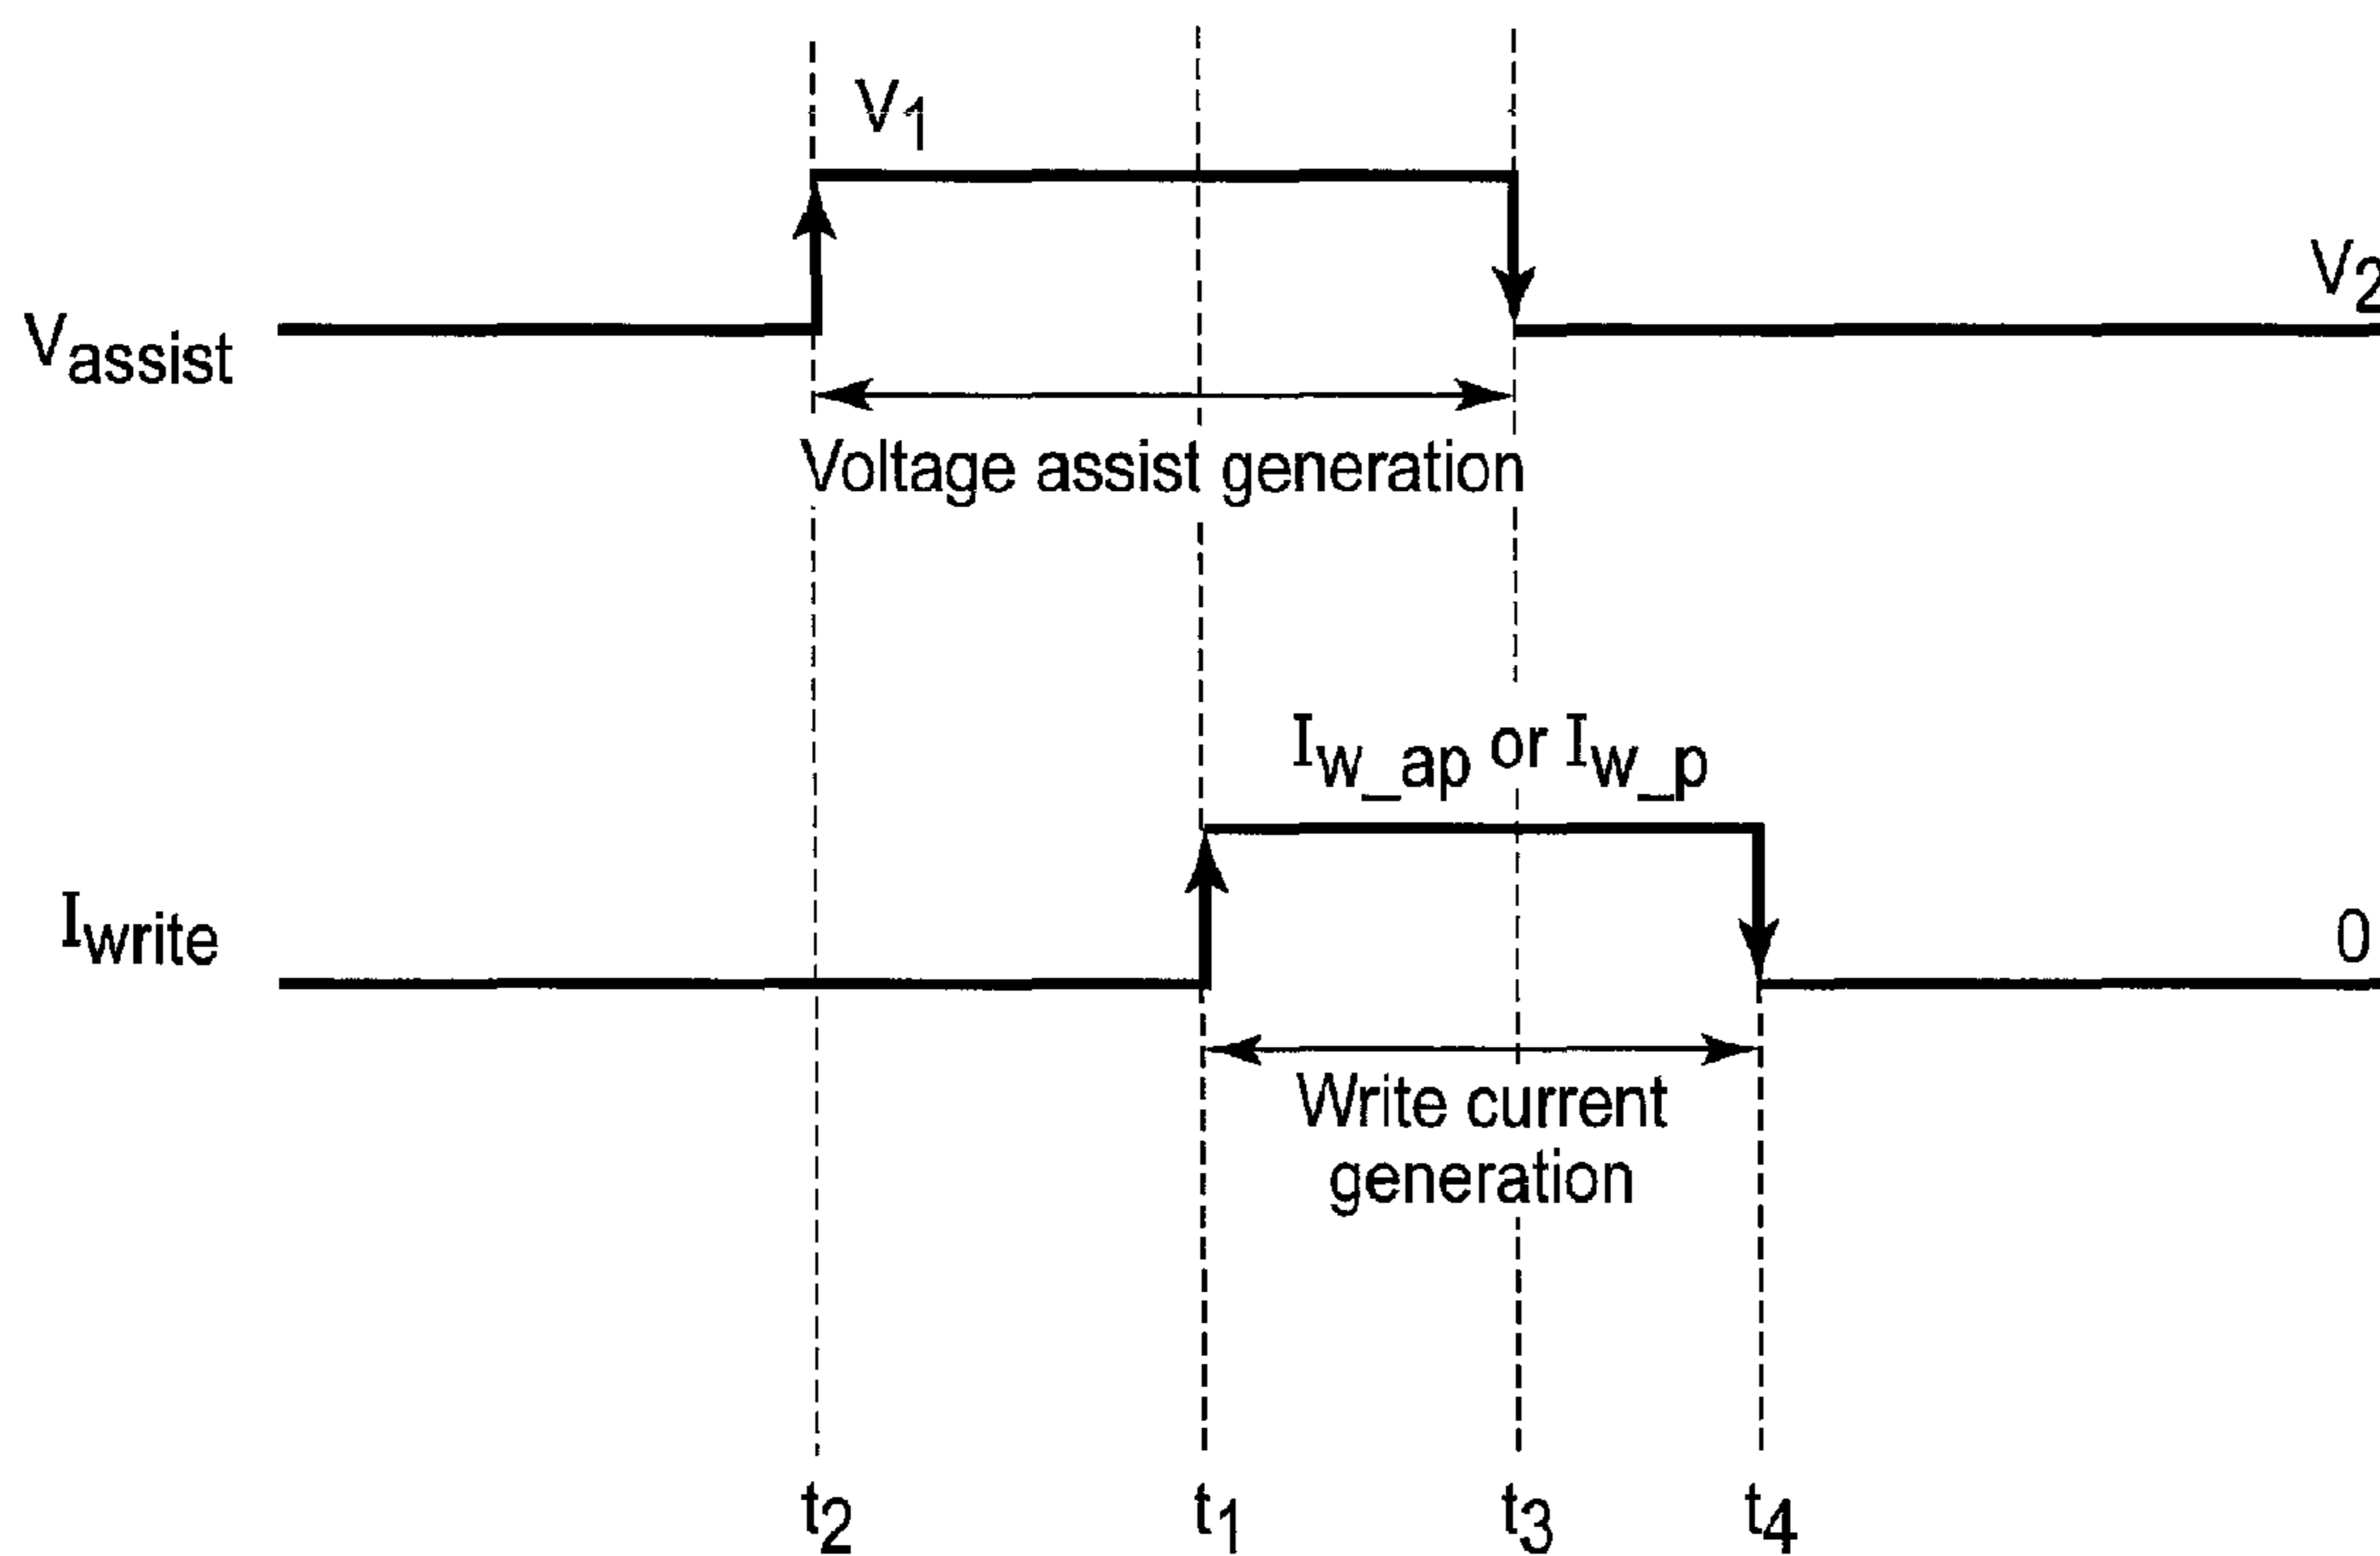 V1
V2
Vassist
Voltage assist generation
Iw_ap or Iw_p
Iwrite
0
Write current
generation
t2 t1 t3 t4